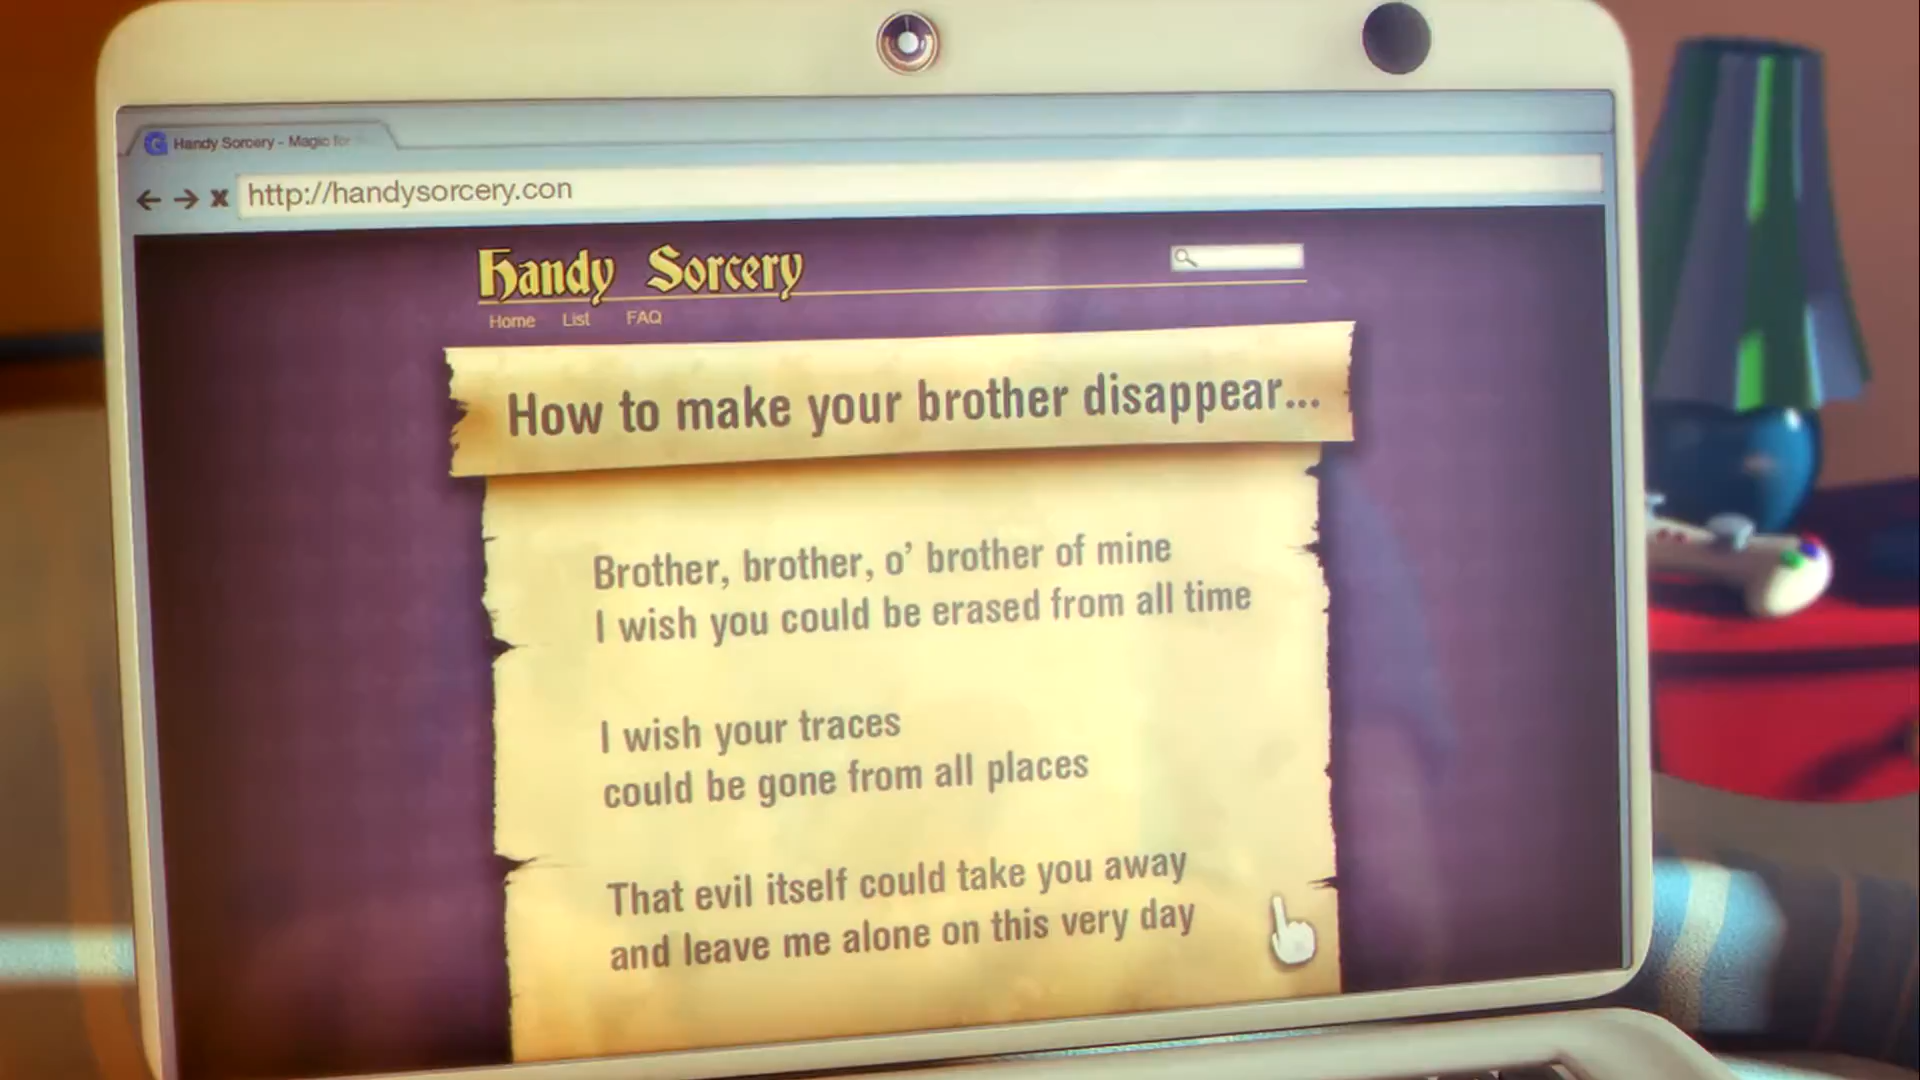 Handy Sorcery - Magic for
http://handysorcery.con
Handy Sorcery
Home List FAQ
How to make your brother disappear...
Brother, brother, o' brother of mine
I wish you could be erased from all time
I wish your traces
could be gone from all places
That evil itself could take you away
and leave me alone on this very day